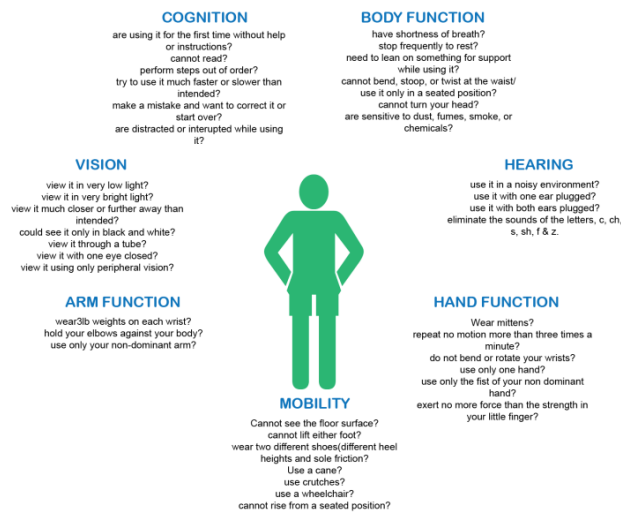 COGNITION
are using it for the first time without help
or instructions?
cannot read?
perform steps out of order?
try to use it much faster or slower than
intended?
make a mistake and want to correct it or
start over?
are distracted or interupted while using
it?
BODY FUNCTION
have shortness of breath?
stop frequently to rest?
need to lean on something for support
while using it?
cannot bend, stoop, or twist at the waist/
use it only in a seated position?
cannot turn your head?
are sensitive to dust, fumes, smoke, or
chemicals?
VISION
view it in very low light?
view it in very bright light?
view it much closer or further away than
intended?
could see it only in black and white?
view it through a tube?
view it with one eye closed?
view it using only peripheral vision?
HEARING
use it in a noisy environment?
use it with one ear plugged?
use it with both ears plugged?
eliminate the sounds of the letters, c, ch,
s, sh, f & z.
ARM FUNCTION
wear3lb weights on each wrist?
hold your elbows against your body?
use only your non-dominant arm?
HAND FUNCTION
Wear mittens?
repeat no motion more than three times a
minute?
do not bend or rotate your wrists?
use only one hand?
use only the fist of your non dominant
hand?
exert no more force than the strength in
your little finger?
MOBILITY
Cannot see the floor surface?
cannot lift either foot?
wear two different shoes(different heel
heights and sole friction?
Use a cane?
use crutches?
use a wheelchair?
cannot rise from a seated position?